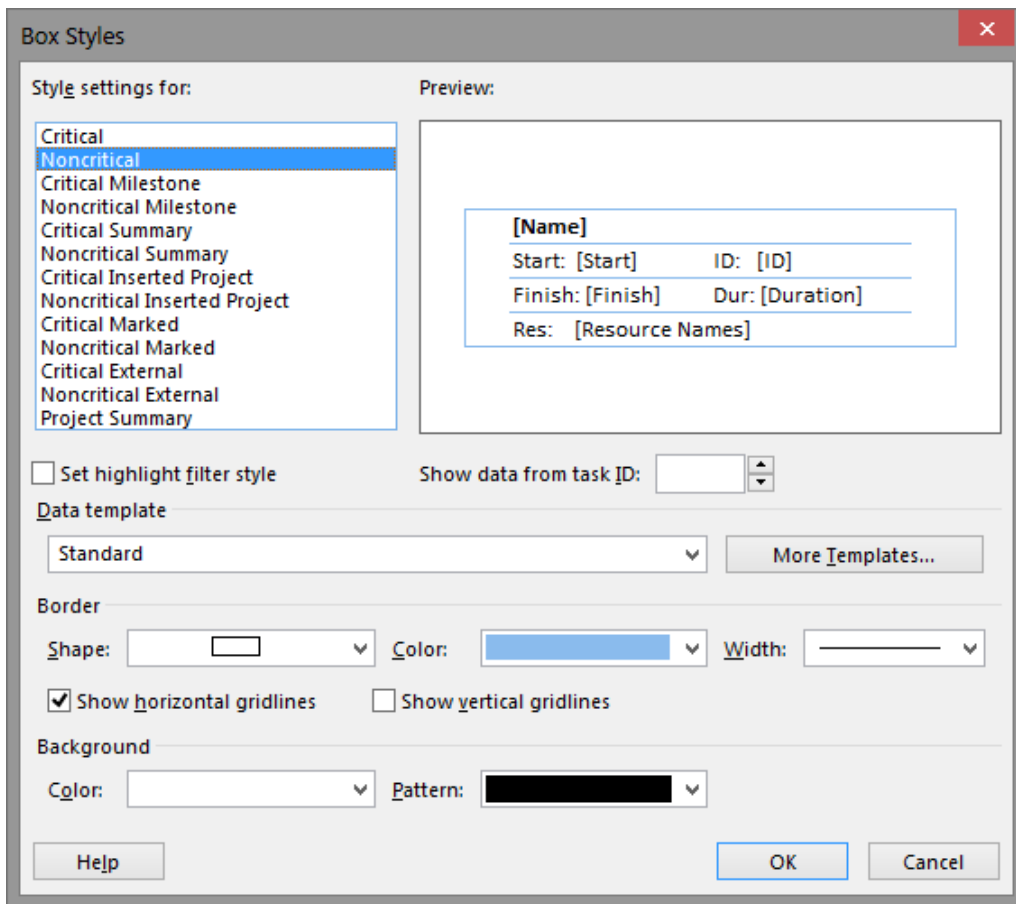 Box Styles
Style settings for:
Preview:
Critical
Noncritical
Critical Milestone
Noncritical Milestone
Critical Summary
Noncritical Summary
Critical Inserted Project
Noncritical Inserted Project
Critical Marked
Noncritical Marked
Critical External
Noncritical External
Project Summary
[Name]
Start: [Start] ID: [ID]
Finish: [Finish] Dur: [Duration]
Res: [Resource Names]
Set highlight filter style
Show data from task ID:
Data template
Standard
More Templates...
Border
Shape:
Color:
Width:
Show horizontal gridlines
Show vertical gridlines
Background
Color:
Pattern:
Help
OK
Cancel